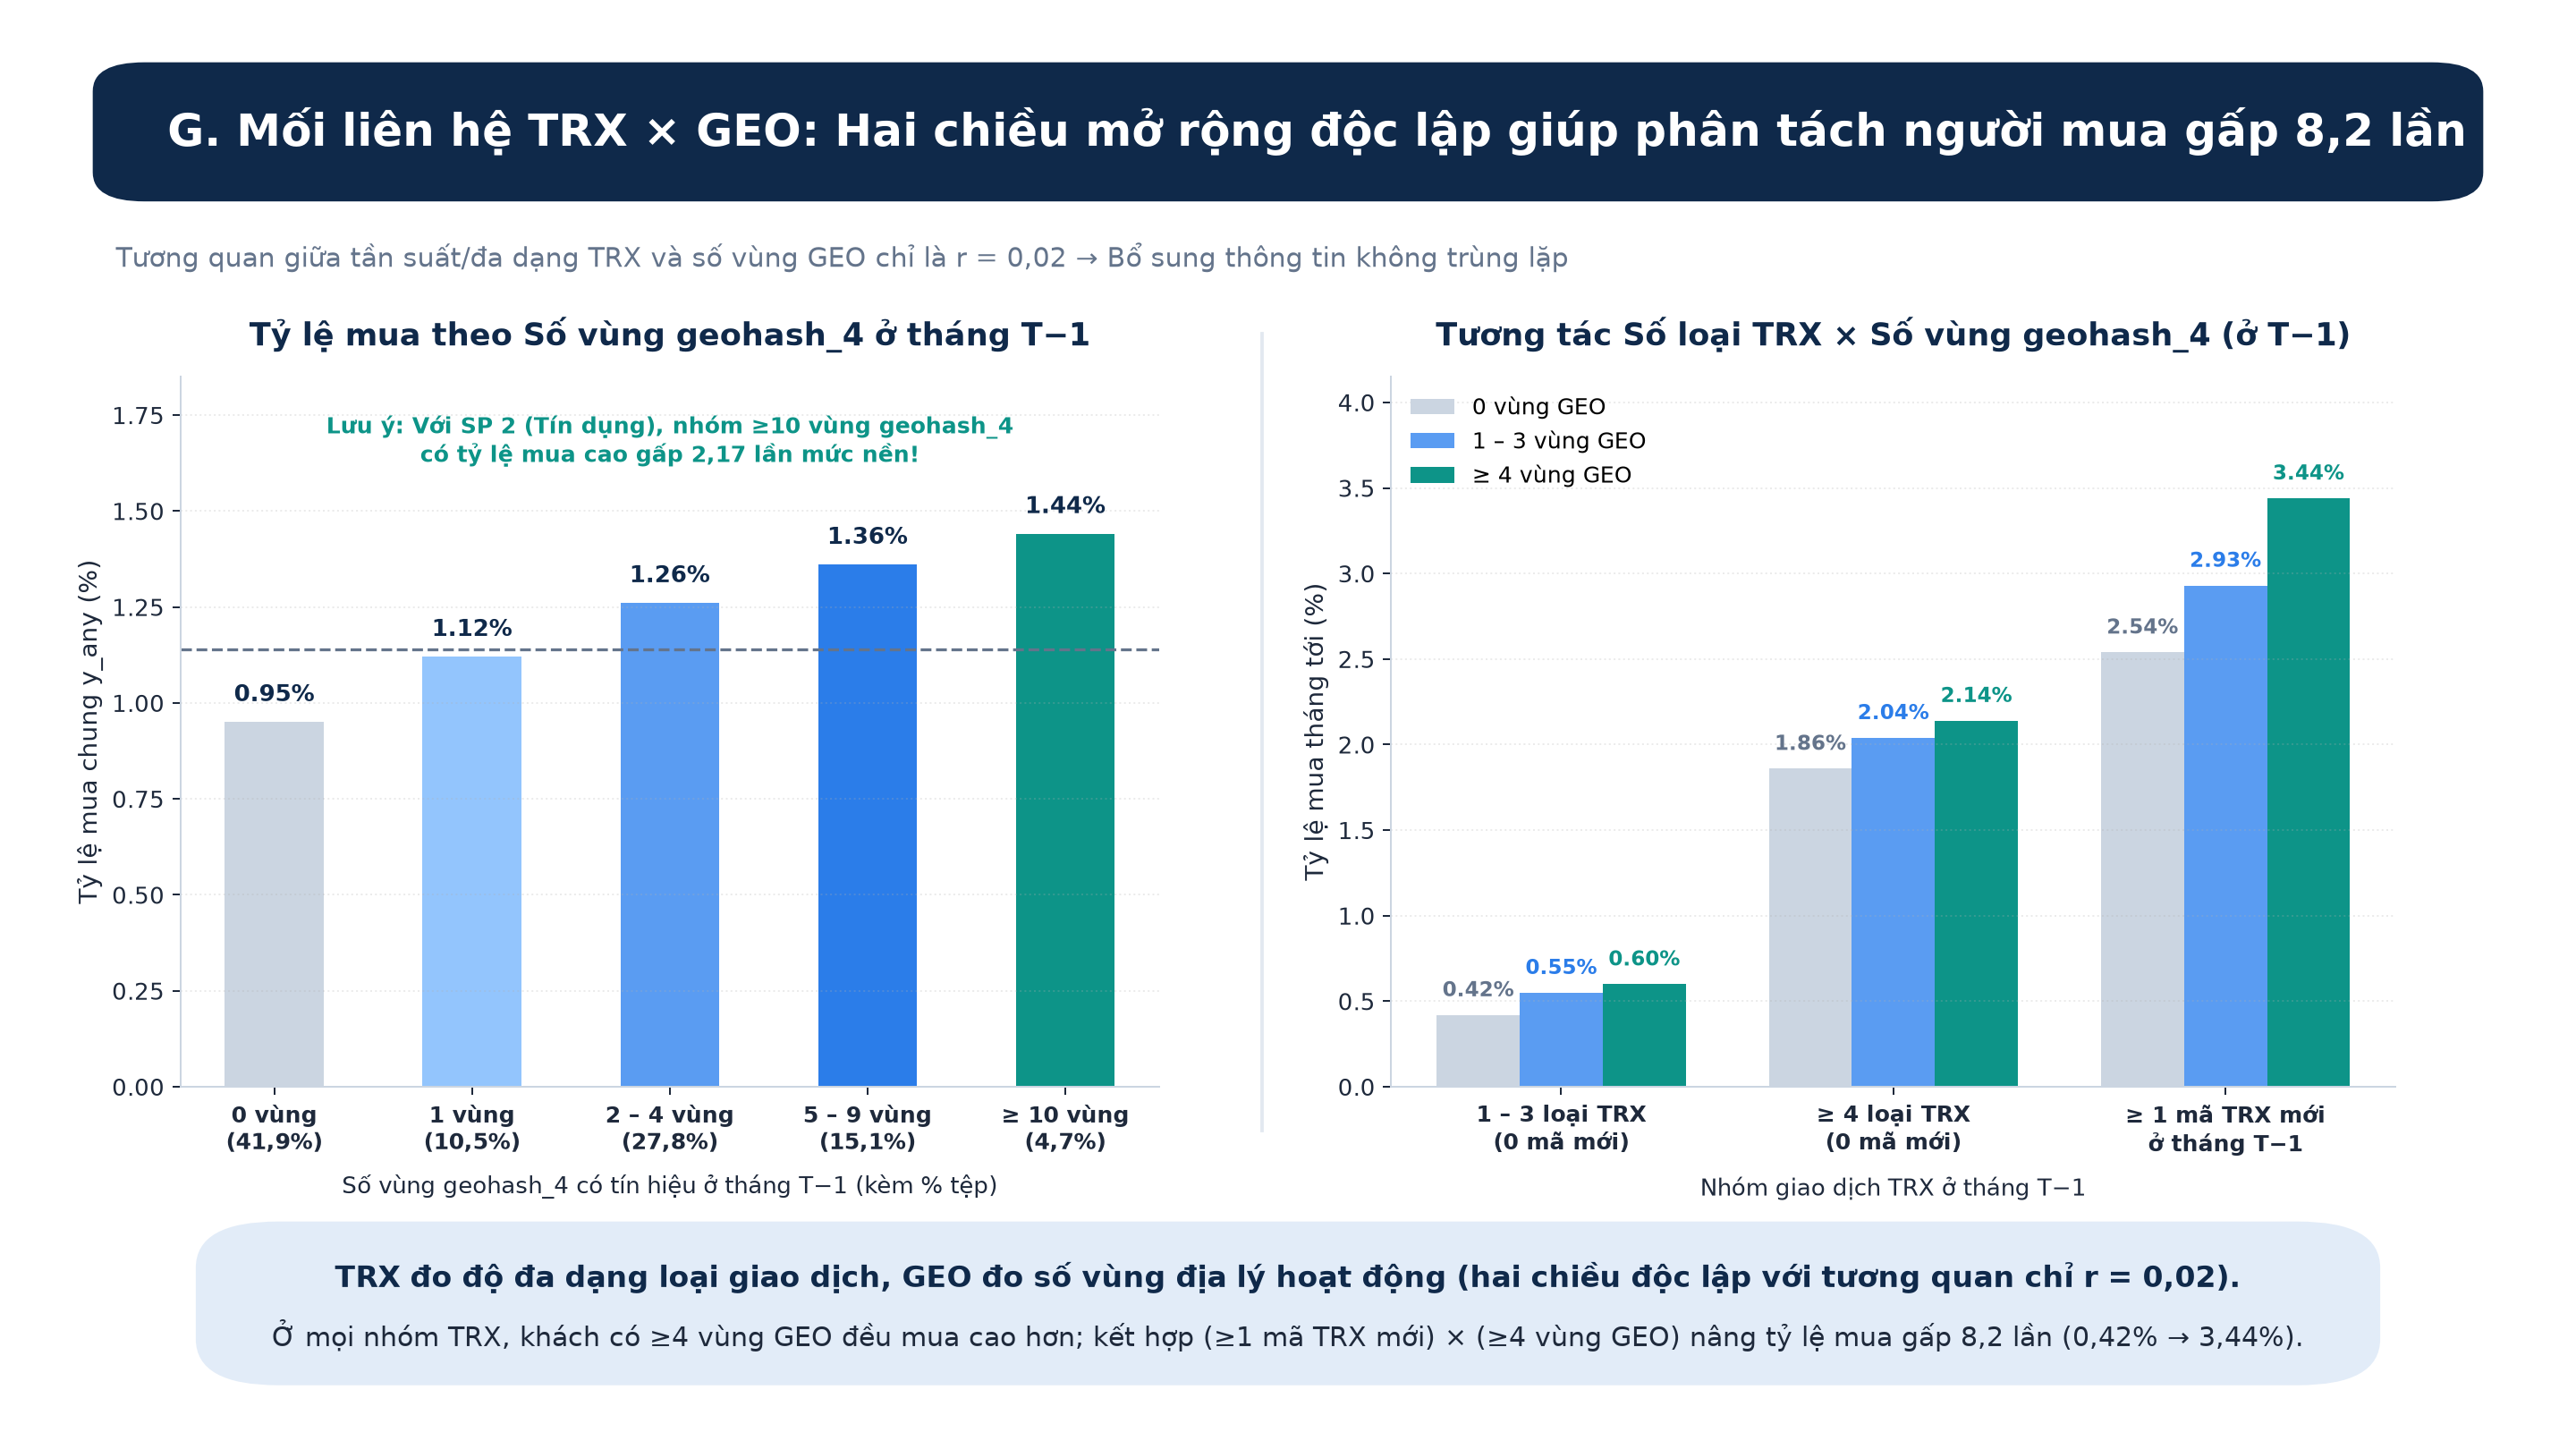 G. Mối liên hệ TRX × GEO: Hai chiều mở rộng độc lập giúp phân tách người mua gấp 8,2 lần
Tương quan giữa tần suất/đa dạng TRX và số vùng GEO chỉ là r = 0,02 → Bổ sung thông tin không trùng lặp
Tỷ lệ mua theo Số vùng geohash_4 ở tháng T−1
Lưu ý: Với SP 2 (Tín dụng), nhóm ≥10 vùng geohash_4
có tỷ lệ mua cao gấp 2,17 lần mức nền!
Tỷ lệ mua chung y_any (%)
1.75
1.50
1.25
1.00
0.75
0.50
0.25
0.00
0.95%
1.12%
1.26%
1.36%
1.44%
0 vùng
(41,9%)
1 vùng
(10,5%)
2 – 4 vùng
(27,8%)
5 – 9 vùng
(15,1%)
≥ 10 vùng
(4,7%)
Số vùng geohash_4 có tín hiệu ở tháng T−1 (kèm % tệp)
Tương tác Số loại TRX × Số vùng geohash_4 (ở T−1)
0 vùng GEO
1 – 3 vùng GEO
≥ 4 vùng GEO
Tỷ lệ mua tháng tới (%)
4.0
3.5
3.0
2.5
2.0
1.5
1.0
0.5
0.0
0.42%
0.55%
0.60%
1.86%
2.04%
2.14%
2.54%
2.93%
3.44%
1 – 3 loại TRX
(0 mã mới)
≥ 4 loại TRX
(0 mã mới)
≥ 1 mã TRX mới
ở tháng T−1
Nhóm giao dịch TRX ở tháng T−1
TRX đo độ đa dạng loại giao dịch, GEO đo số vùng địa lý hoạt động (hai chiều độc lập với tương quan chỉ r = 0,02).
Ở mọi nhóm TRX, khách có ≥4 vùng GEO đều mua cao hơn; kết hợp (≥1 mã TRX mới) × (≥4 vùng GEO) nâng tỷ lệ mua gấp 8,2 lần (0,42% → 3,44%).